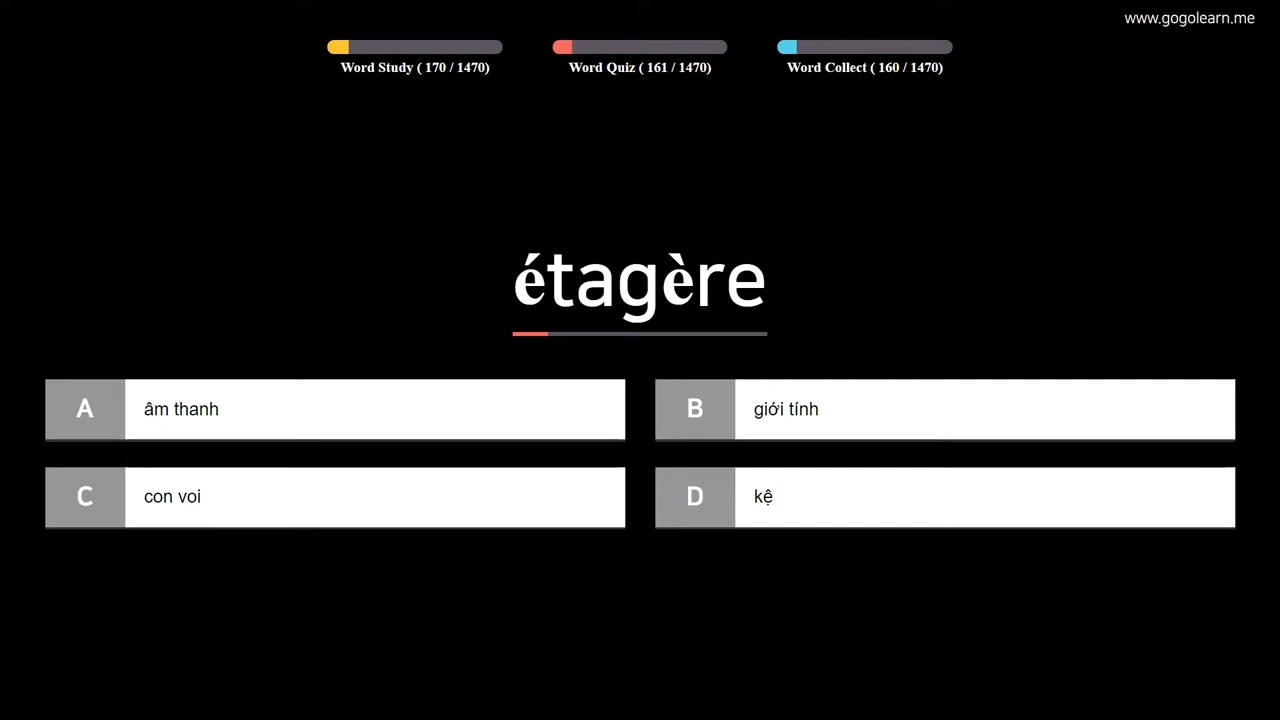 www.gogolearn.me
Word Study ( 170 / 1470)
Word Quiz ( 161 / 1470)
Word Collect ( 160 / 1470)
étagère
A
âm thanh
B
giới tính
C
con voi
D
kệ